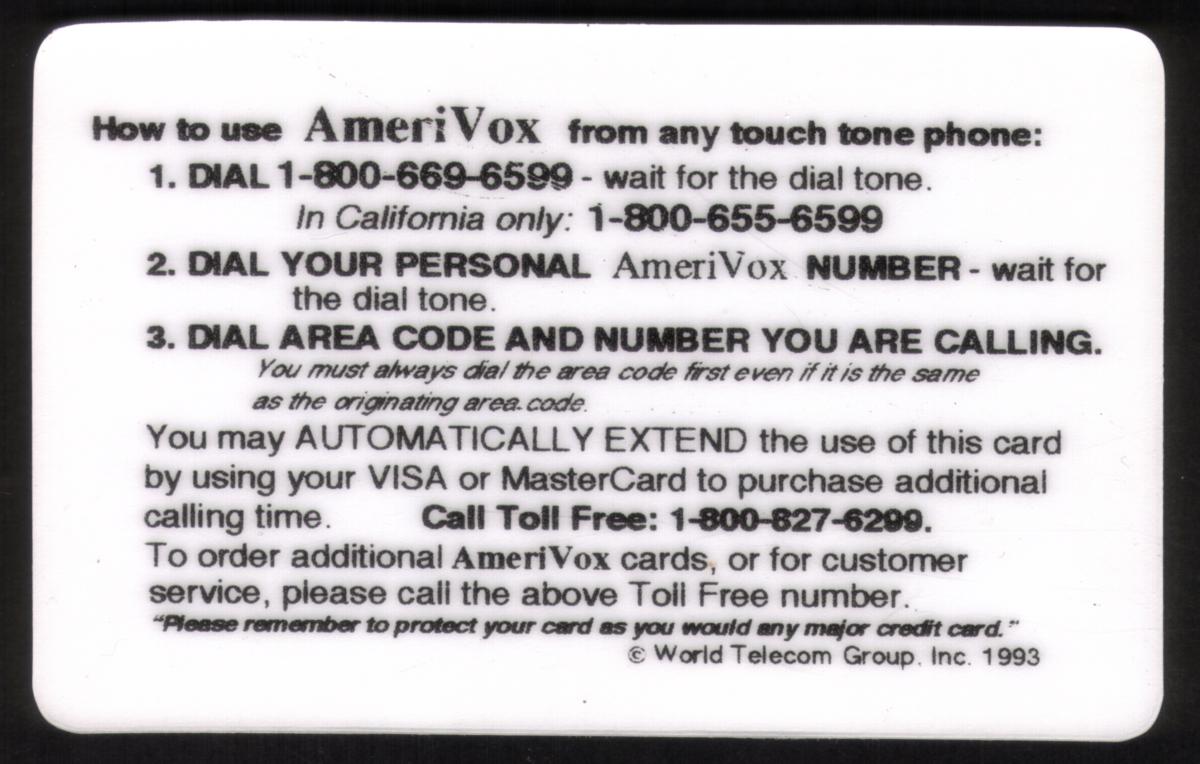 How to use AmeriVox from any touch tone phone:
1. DIAL 1-800-669-6599 - wait for the dial tone.
In California only: 1-800-655-6599
2. DIAL YOUR PERSONAL AmeriVox NUMBER - wait for
the dial tone.
3. DIAL AREA CODE AND NUMBER YOU ARE CALLING.
You must always dial the area code first even if it is the same
as the originating area code.
You may AUTOMATICALLY EXTEND the use of this card
by using your VISA or MasterCard to purchase additional
calling time. Call Toll Free: 1-800-827-6299.
To order additional AmeriVox cards, or for customer
service, please call the above Toll Free number.
"Please remember to protect your card as you would any major credit card."
© World Telecom Group, Inc. 1993